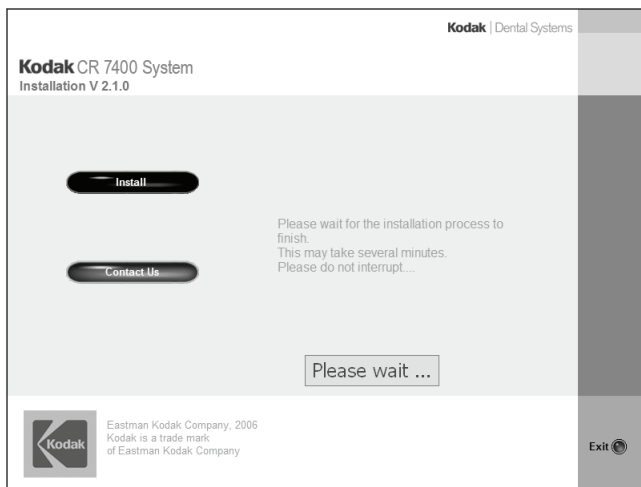 Kodak | Dental Systems
Kodak CR 7400 System
Installation V 2.1.0
Install
Please wait for the installation process to
finish.
This may take several minutes.
Please do not interrupt....
Contact Us
Please wait ...
Kodak
Eastman Kodak Company, 2006
Kodak is a trade mark
of Eastman Kodak Company
Exit